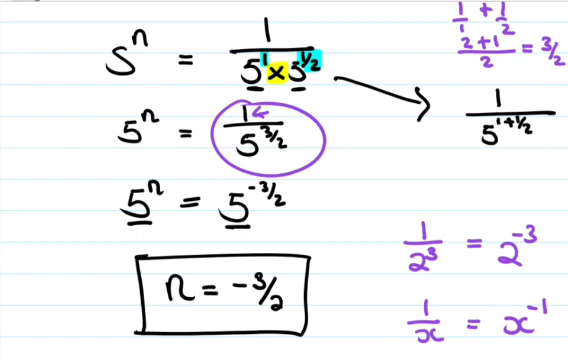 5^n = 1/(5^1 × 5^(1/2))
1/(5^(1+1/2))
1/1 + 1/2
(2+1)/2 = 3/2
5^n = 1/(5^(3/2))
5^n = 5^(-3/2)
n = -3/2
1/(2^3) = 2^(-3)
1/x = x^(-1)